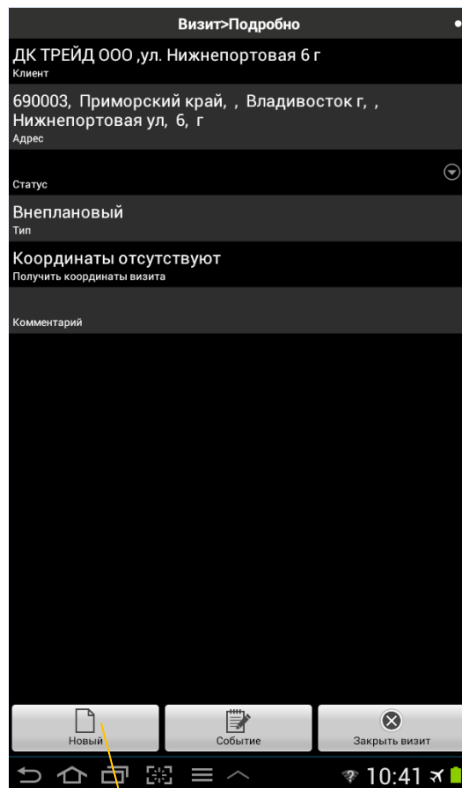 Визит>Подробно
ДК ТРЕЙД ООО ,ул. Нижнепортовая 6 г
Клиент
690003, Приморский край, , Владивосток г, ,
Нижнепортовая ул, 6, г
Адрес
Статус
Внеплановый
Тип
Координаты отсутствуют
Получить координаты визита
Комментарий
Новый
Событие
Закрыть визит
10:41